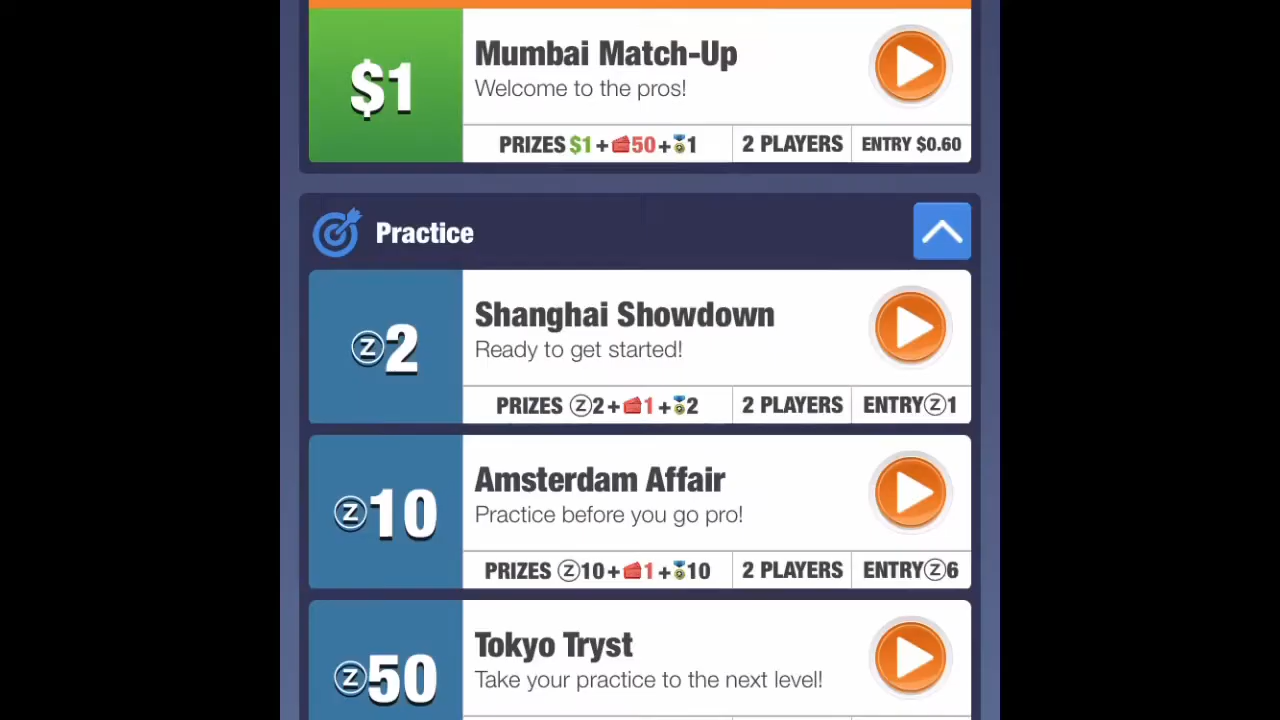 $1
Mumbai Match-Up
Welcome to the pros!
PRIZES $1 + 50 + 1
2 PLAYERS
ENTRY $0.60
Practice
Z2
Shanghai Showdown
Ready to get started!
PRIZES Z2 + 1 + 2
2 PLAYERS
ENTRY Z1
Z10
Amsterdam Affair
Practice before you go pro!
PRIZES Z10 + 1 + 10
2 PLAYERS
ENTRY Z6
Z50
Tokyo Tryst
Take your practice to the next level!